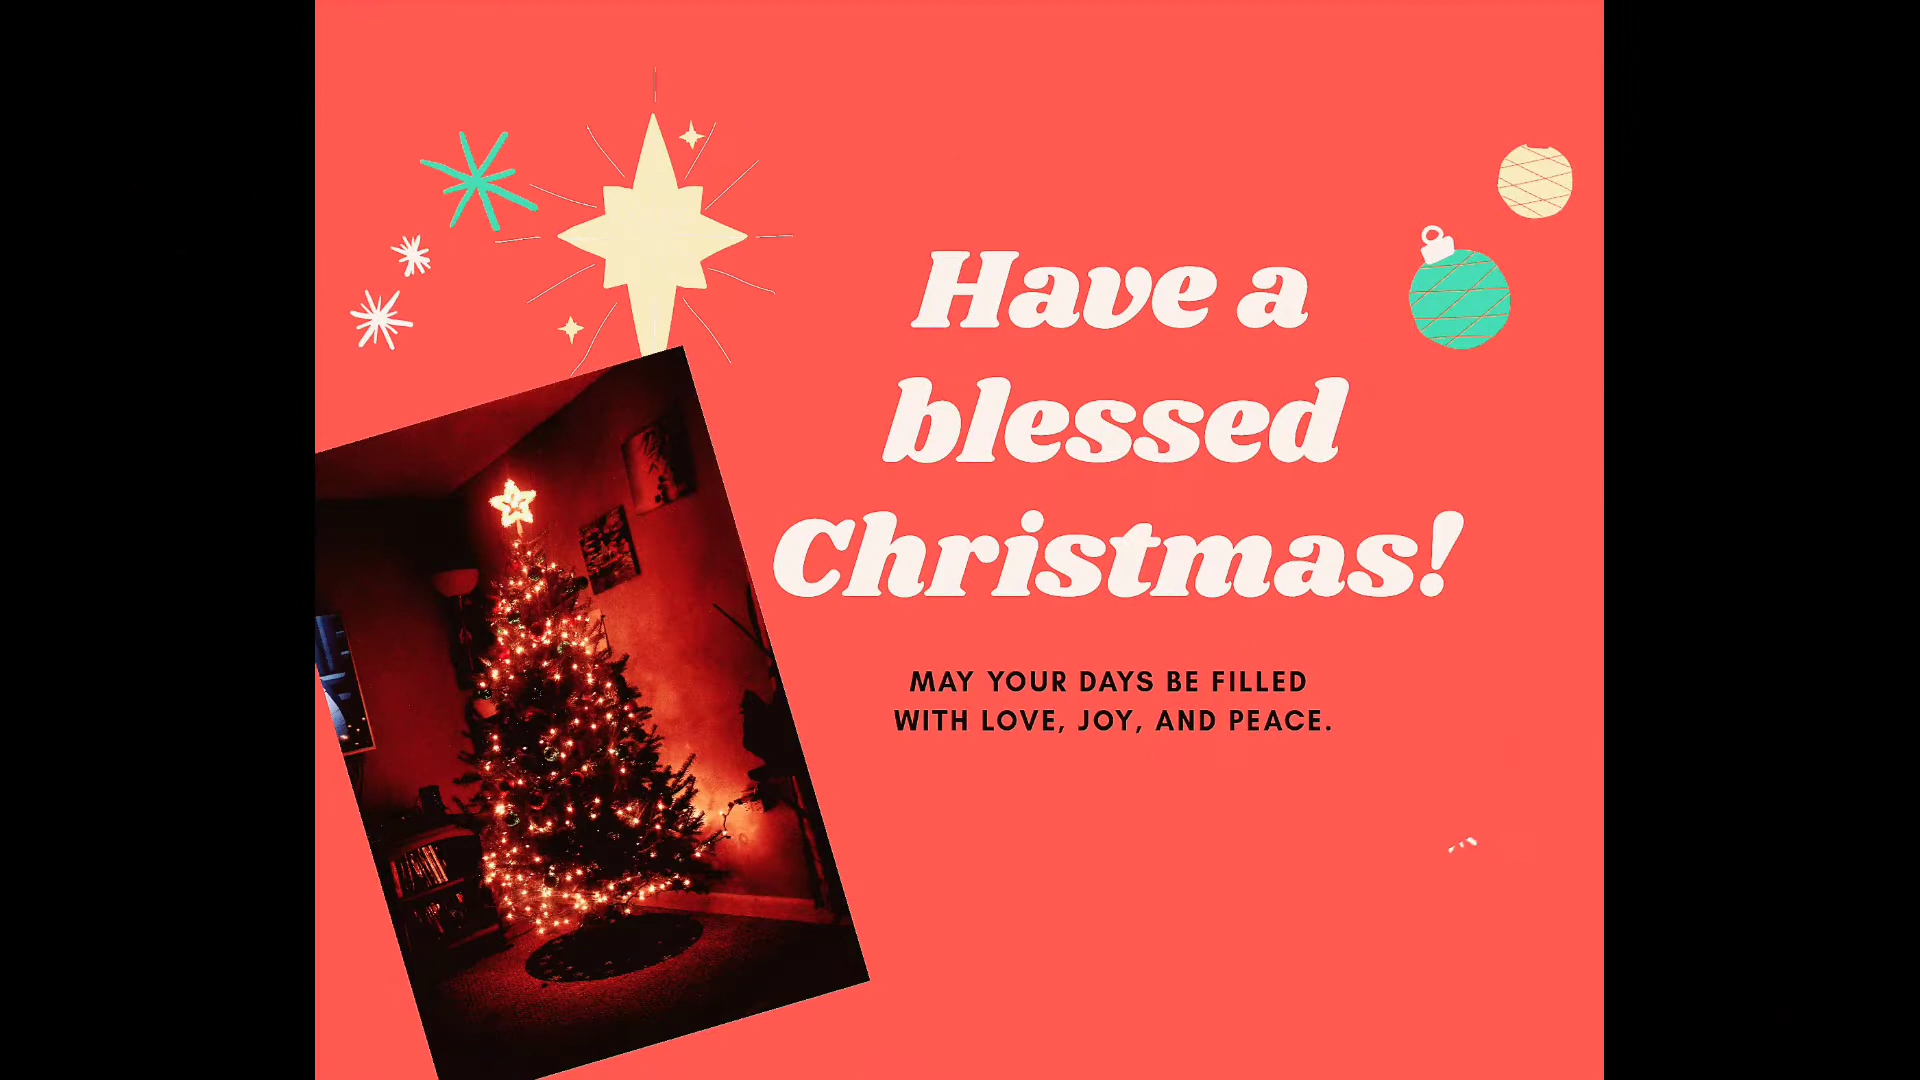 Have a
blessed
Christmas!
MAY YOUR DAYS BE FILLED
WITH LOVE, JOY, AND PEACE.